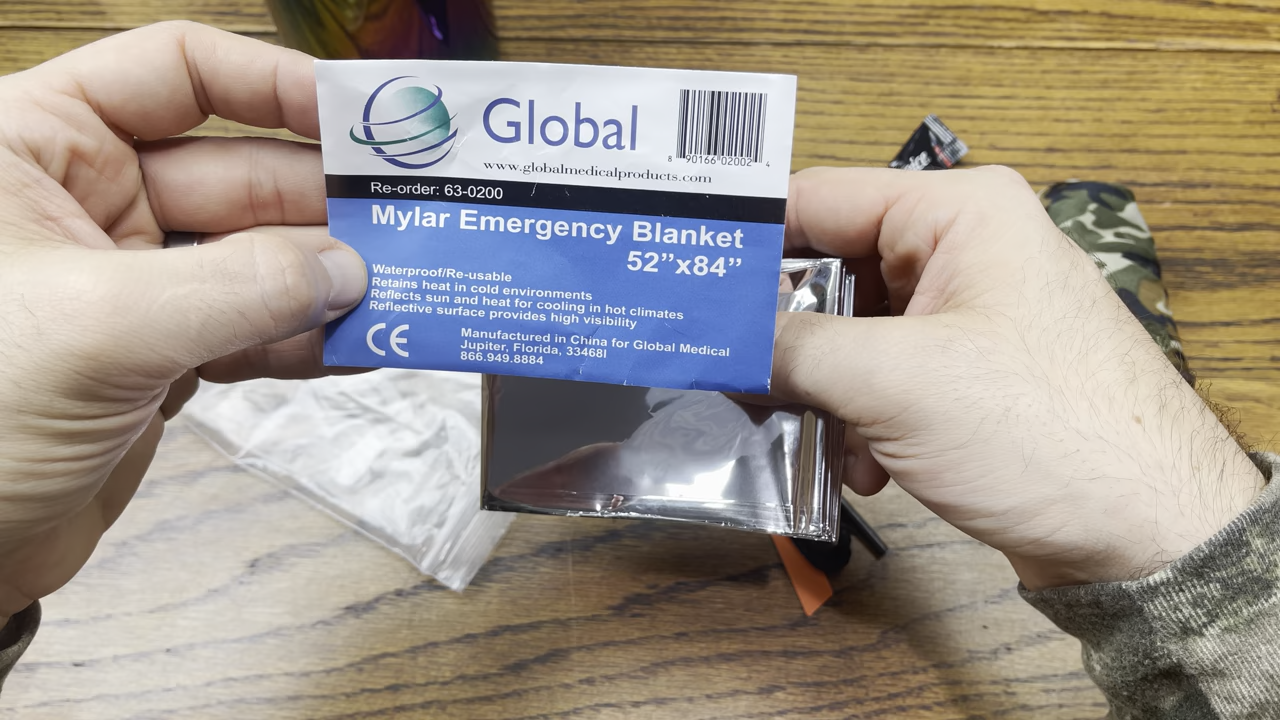 Global
8 90166 02002 4
www.globalmedicalproducts.com
Re-order: 63-0200
Mylar Emergency Blanket
52”x84”
Waterproof/Re-usable
Retains heat in cold environments
Reflects sun and heat for cooling in hot climates
Reflective surface provides high visibility
CE
Manufactured in China for Global Medical
Jupiter, Florida, 33468l
866.949.8884